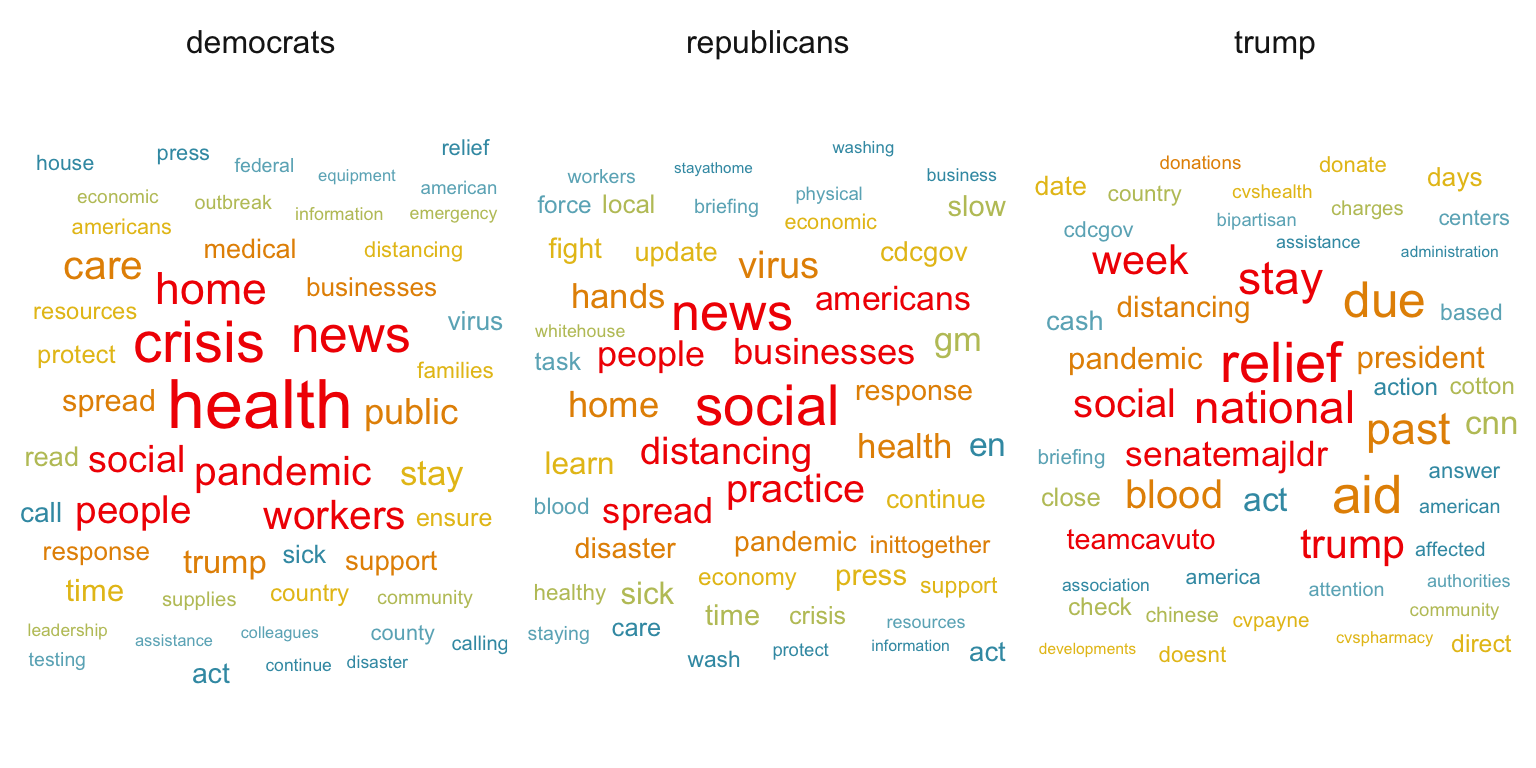 democrats
republicans
trump
house press federal equipment relief
american
economic outbreak information emergency
americans medical distancing
care home businesses
resources crisis news virus
protect families
spread health public
read social pandemic stay
call people workers ensure
response trump sick support
time supplies country community
leadership assistance colleagues county calling
testing act continue disaster
washing
workers stayathome physical business
force local briefing economic slow
fight update virus cdcgov
hands news americans
whitehouse people businesses gm
task
home social response
learn distancing health en
blood spread practice continue
disaster pandemic inittogether
healthy sick economy press support
time crisis
staying care resources
wash protect information act
donations donate days
date country cvshealth charges
cdcgov bipartisan assistance centers
administration
week stay due
cash distancing based
pandemic relief president
action cotton
social national past cnn
briefing senatemajldr answer
close blood act aid american
teamcavuto trump affected
association america attention authorities
check chinese cvpayne community
developments doesnt cvspharmacy direct